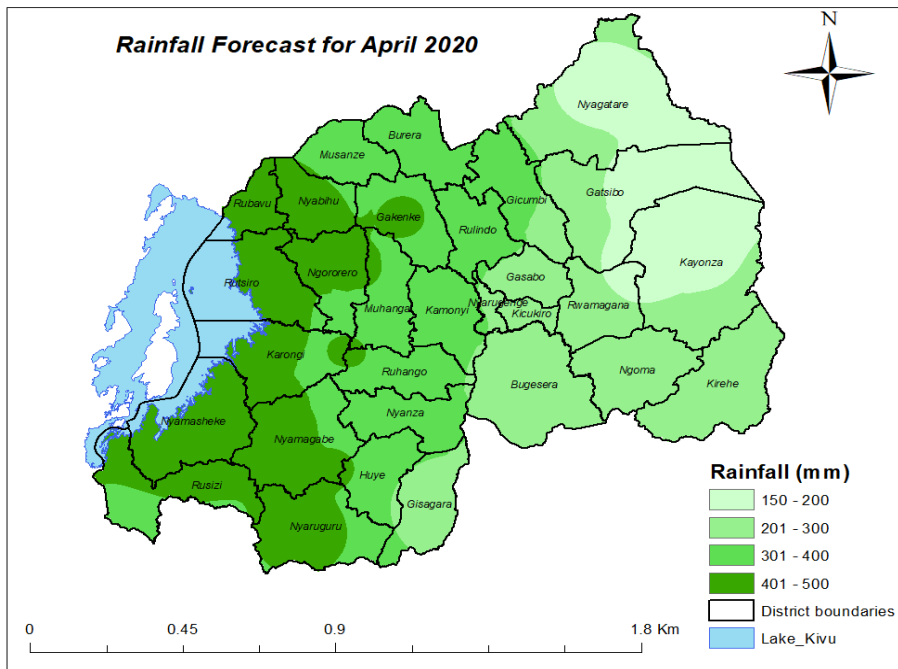 Rainfall Forecast for April 2020
N
Nyagatare
Burera
Musanze
Gatsibo
Rubavu
Nyabihu
Gicumbi
Gakenke
Rulindo
Kayonza
Ngororero
Gasabo
Rutsiro
Nyarugenge
Rwamagana
Muhanga
Kamonyi
Kicukiro
Karongi
Ruhango
Ngoma
Bugesera
Kirehe
Nyanza
Nyamasheke
Nyamagabe
Huye
Rusizi
Gisagara
Nyaruguru
Rainfall (mm)
150 - 200
201 - 300
301 - 400
401 - 500
District boundaries
Lake_Kivu
0 0.45 0.9 1.8 Km